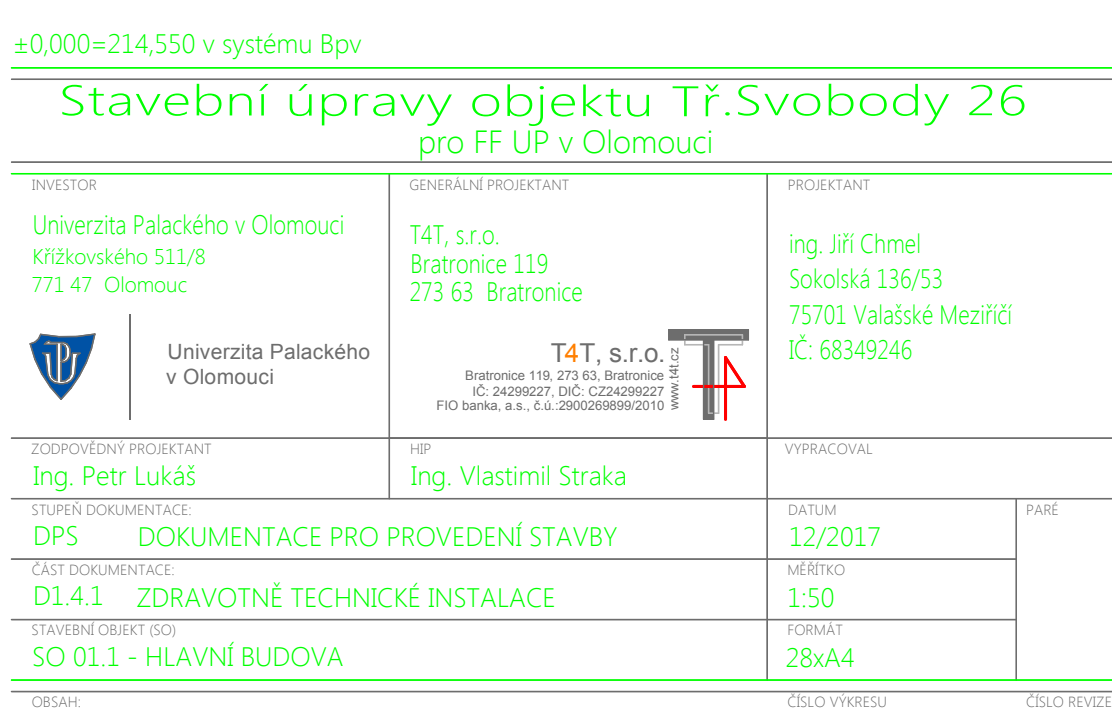 ±0,000=214,550 v systému Bpv
Stavební úpravy objektu Tř.Svobody 26
pro FF UP v Olomouci
INVESTOR
Univerzita Palackého v Olomouci
Křížkovského 511/8
771 47 Olomouc
Univerzita Palackého
v Olomouci
GENERÁLNÍ PROJEKTANT
T4T, s.r.o.
Bratronice 119
273 63 Bratronice
T4T, s.r.o.
Bratronice 119, 273 63, Bratronice
IČ: 24299227, DIČ: CZ24299227
FIO banka, a.s., č.ú.:2900269899/2010
www.t4t.cz
PROJEKTANT
ing. Jiří Chmel
Sokolská 136/53
75701 Valašské Meziříčí
IČ: 68349246
ZODPOVĚDNÝ PROJEKTANT
Ing. Petr Lukáš
HIP
Ing. Vlastimil Straka
VYPRACOVAL
STUPEŇ DOKUMENTACE:
DPS DOKUMENTACE PRO PROVEDENÍ STAVBY
DATUM
12/2017
PARÉ
ČÁST DOKUMENTACE:
D1.4.1 ZDRAVOTNĚ TECHNICKÉ INSTALACE
MĚŘÍTKO
1:50
STAVEBNÍ OBJEKT (SO)
SO 01.1 - HLAVNÍ BUDOVA
FORMÁT
28xA4
OBSAH:
ČÍSLO VÝKRESU
ČÍSLO REVIZE